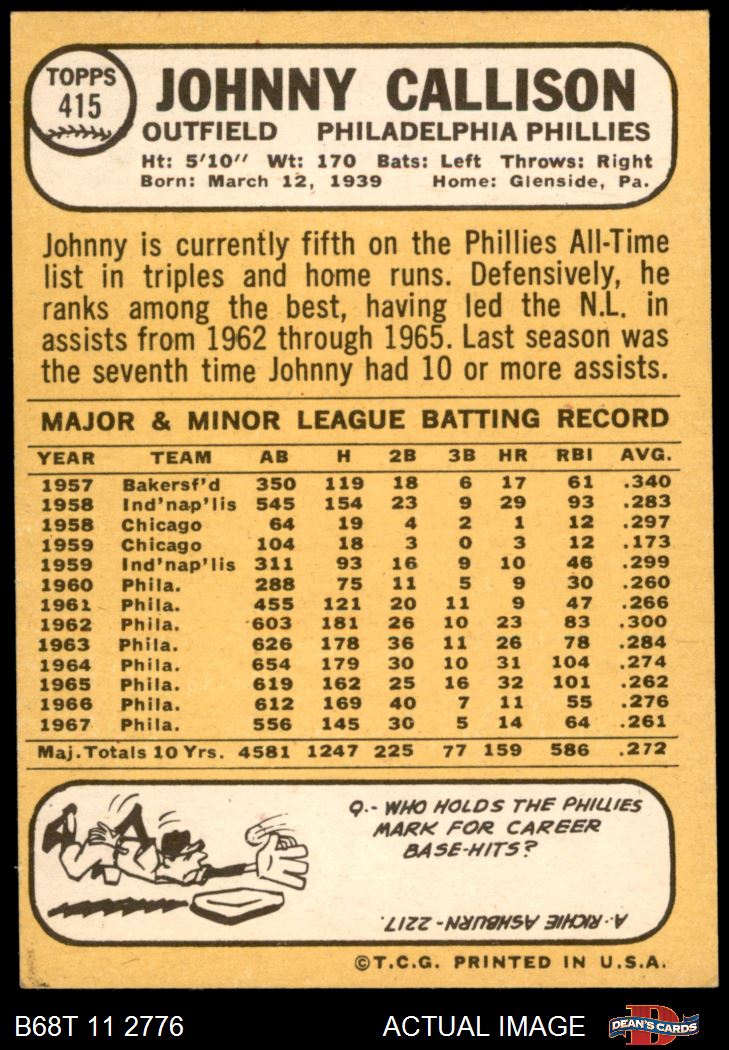 TOPPS
415
JOHNNY CALLISON
OUTFIELD PHILADELPHIA PHILLIES
Ht: 5'10" Wt: 170 Bats: Left Throws: Right
Born: March 12, 1939 Home: Glenside, Pa.
Johnny is currently fifth on the Phillies All-Time
list in triples and home runs. Defensively, he
ranks among the best, having led the N.L. in
assists from 1962 through 1965. Last season was
the seventh time Johnny had 10 or more assists.
MAJOR & MINOR LEAGUE BATTING RECORD
YEAR TEAM AB H 2B 3B HR RBI AVG.
1957 Bakersf'd 350 119 18 6 17 61 .340
1958 Ind'nap'lis 545 154 23 9 29 93 .283
1958 Chicago 64 19 4 2 1 12 .297
1959 Chicago 104 18 3 0 3 12 .173
1959 Ind'nap'lis 311 93 16 9 10 46 .299
1960 Phila. 288 75 11 5 9 30 .260
1961 Phila. 455 121 20 11 9 47 .266
1962 Phila. 603 181 26 10 23 83 .300
1963 Phila. 626 178 36 11 26 78 .284
1964 Phila. 654 179 30 10 31 104 .274
1965 Phila. 619 162 25 16 32 101 .262
1966 Phila. 612 169 40 7 11 55 .276
1967 Phila. 556 145 30 5 14 64 .261
Maj. Totals 10 Yrs. 4581 1247 225 77 159 586 .272
Q.- WHO HOLDS THE PHILLIES
MARK FOR CAREER
BASE-HITS?
A.- RICHIE ASHBURN - 2217.
©T.C.G. PRINTED IN U.S.A.
B68T 11 2776 ACTUAL IMAGE
D
DEAN'S CARDS